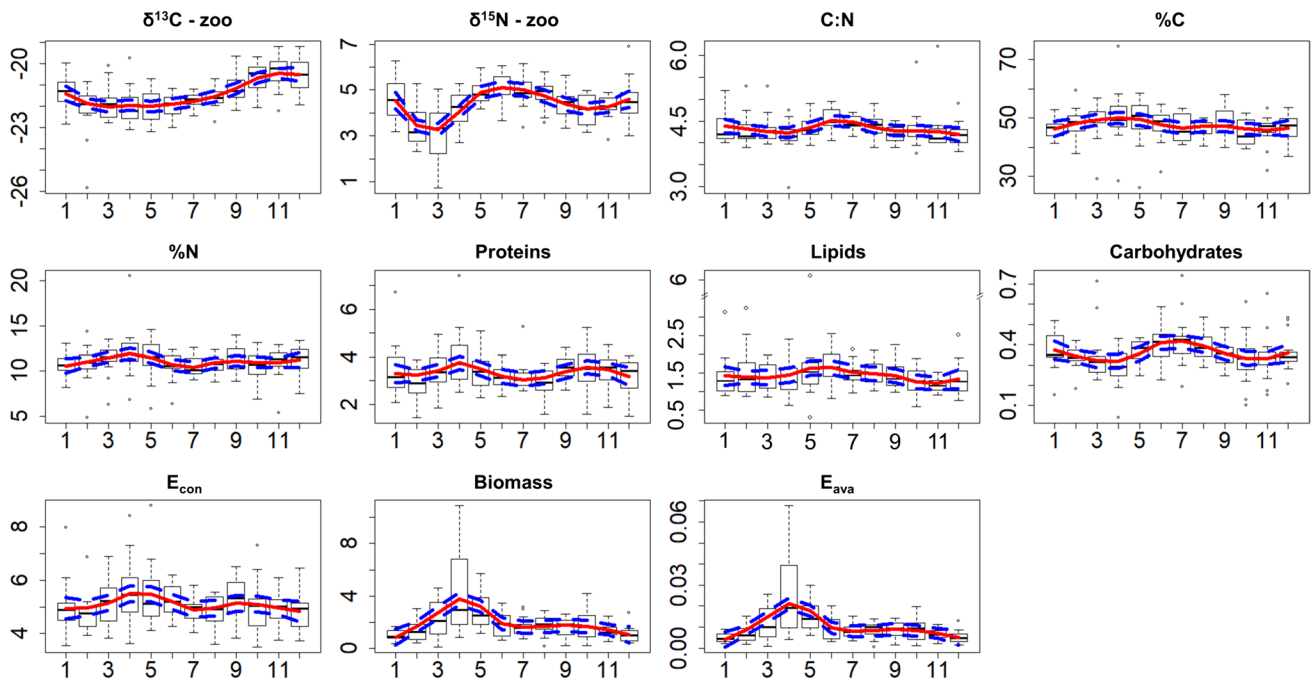 δ¹³C - zoo
-20
-23
-26
1 3 5 7 9 11
δ¹⁵N - zoo
7
5
3
1
1 3 5 7 9 11
C:N
6.0
4.5
3.0
1 3 5 7 9 11
%C
70
50
30
1 3 5 7 9 11
%N
20
15
10
5
1 3 5 7 9 11
Proteins
6
4
2
1 3 5 7 9 11
Lipids
6
2.5
1.5
0.5
1 3 5 7 9 11
Carbohydrates
0.7
0.4
0.1
1 3 5 7 9 11
E_con
8
6
4
1 3 5 7 9 11
Biomass
8
4
0
1 3 5 7 9 11
E_ava
0.06
0.03
0.00
1 3 5 7 9 11